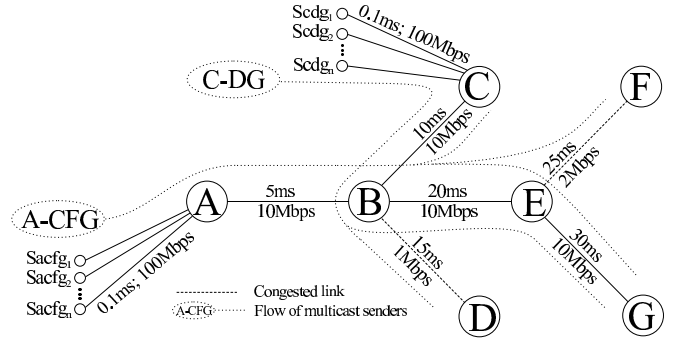 Scdg1
Scdg2
Scdgn
0.1ms; 100Mbps
C-DG
C
F
10ms
10Mbps
25ms
2Mbps
A-CFG
A
5ms
10Mbps
B
20ms
10Mbps
E
Sacfg1
Sacfg2
Sacfgn
0.1ms; 100Mbps
15ms
1Mbps
30ms
10Mbps
Congested link
A-CFG
Flow of multicast senders
D
G